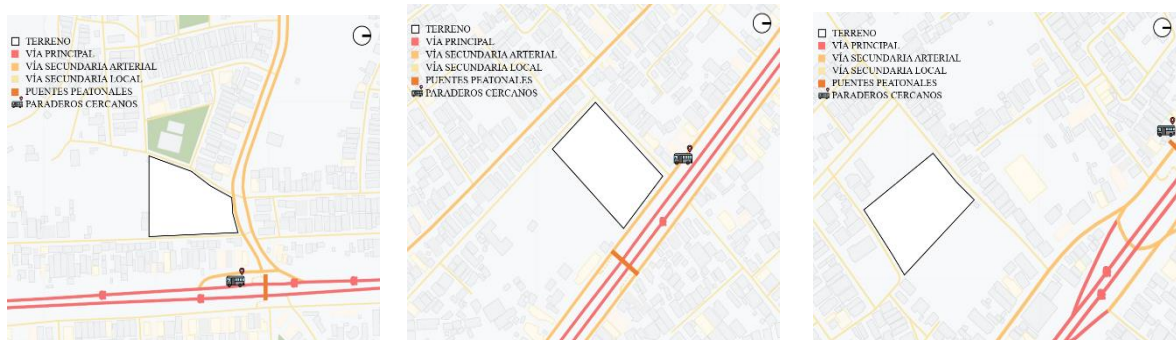 TERRENO
VÍA PRINCIPAL
VÍA SECUNDARIA ARTERIAL
VÍA SECUNDARIA LOCAL
PUENTES PEATONALES
PARADEROS CERCANOS
TERRENO
VÍA PRINCIPAL
VÍA SECUNDARIA ARTERIAL
VÍA SECUNDARIA LOCAL
PUENTES PEATONALES
PARADEROS CERCANOS
TERRENO
VÍA PRINCIPAL
VÍA SECUNDARIA ARTERIAL
VÍA SECUNDARIA LOCAL
PUENTES PEATONALES
PARADEROS CERCANOS